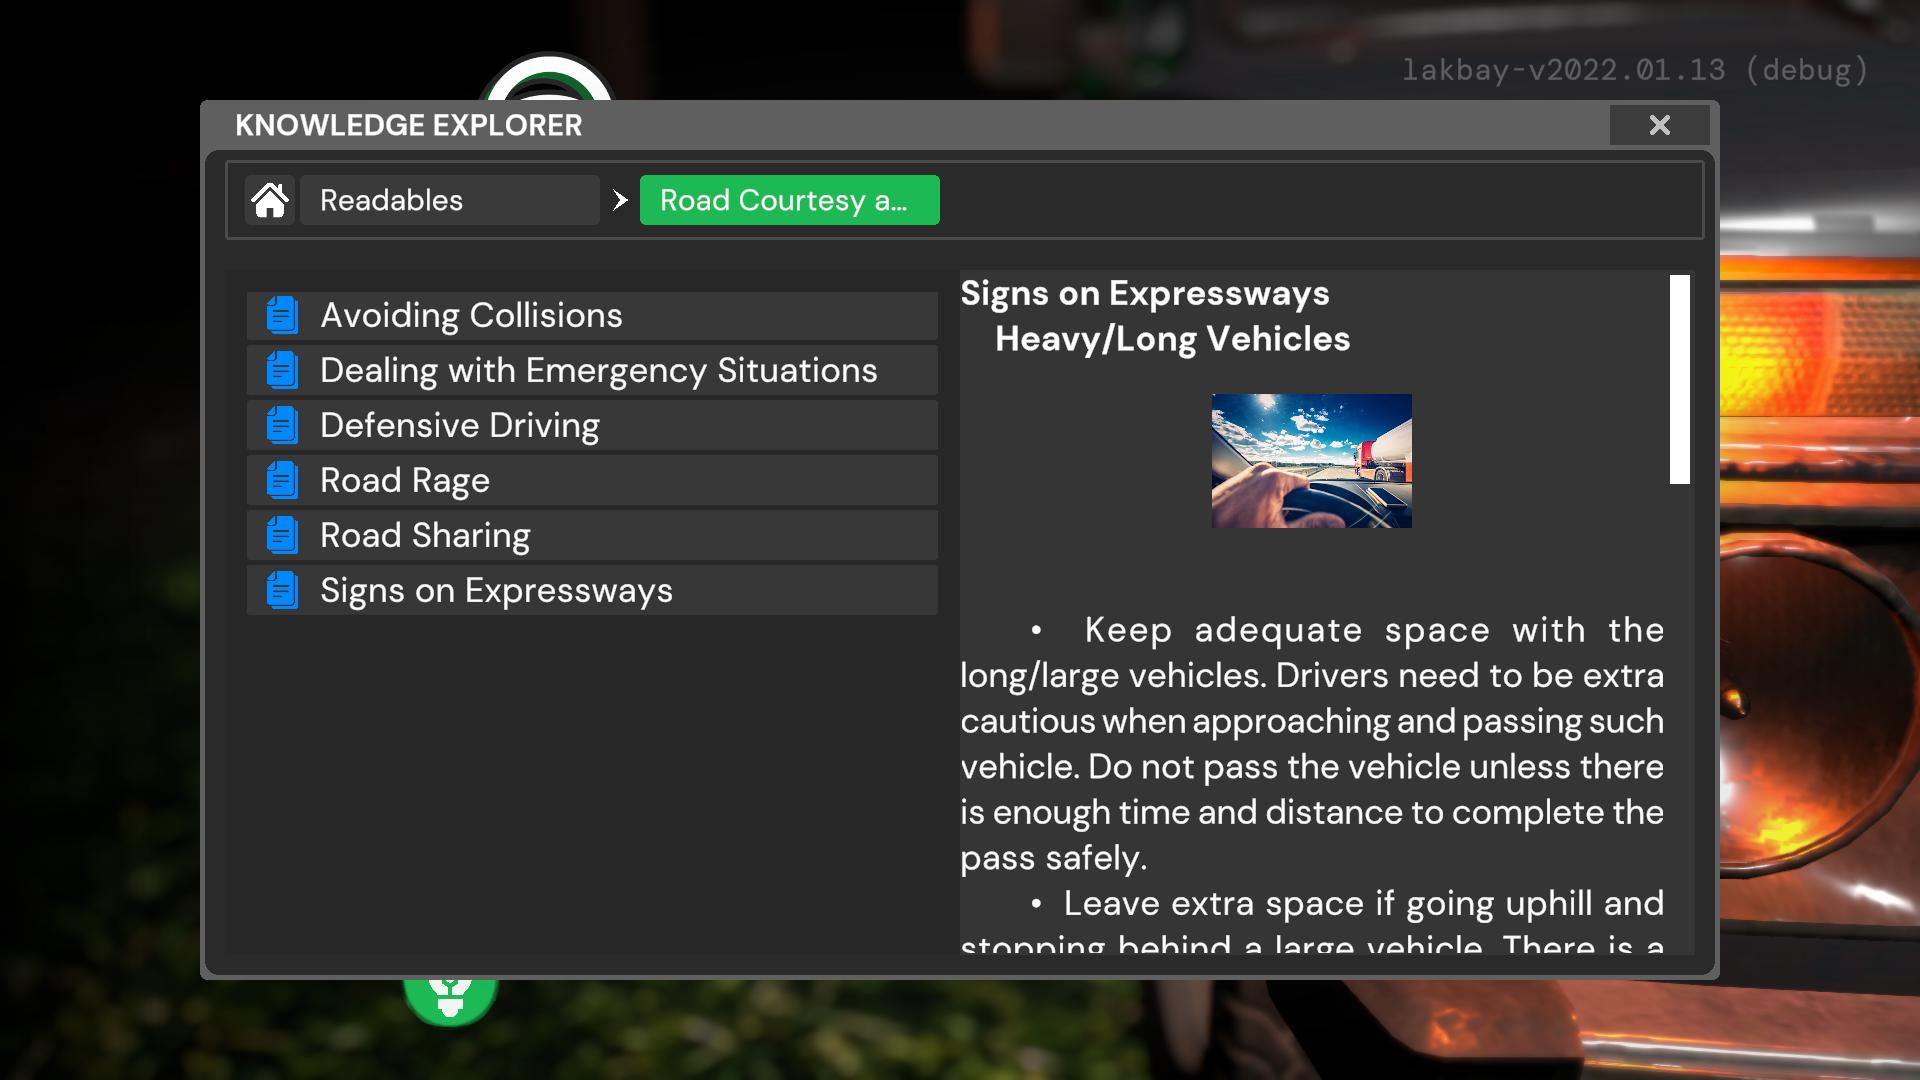 lakbay-v2022.01.13 (debug)
KNOWLEDGE EXPLORER
Readables
Road Courtesy a...
Avoiding Collisions
Dealing with Emergency Situations
Defensive Driving
Road Rage
Road Sharing
Signs on Expressways
Signs on Expressways
Heavy/Long Vehicles
• Keep adequate space with the
long/large vehicles. Drivers need to be extra
cautious when approaching and passing such
vehicle. Do not pass the vehicle unless there
is enough time and distance to complete the
pass safely.
• Leave extra space if going uphill and
stopping behind a large vehicle. There is a